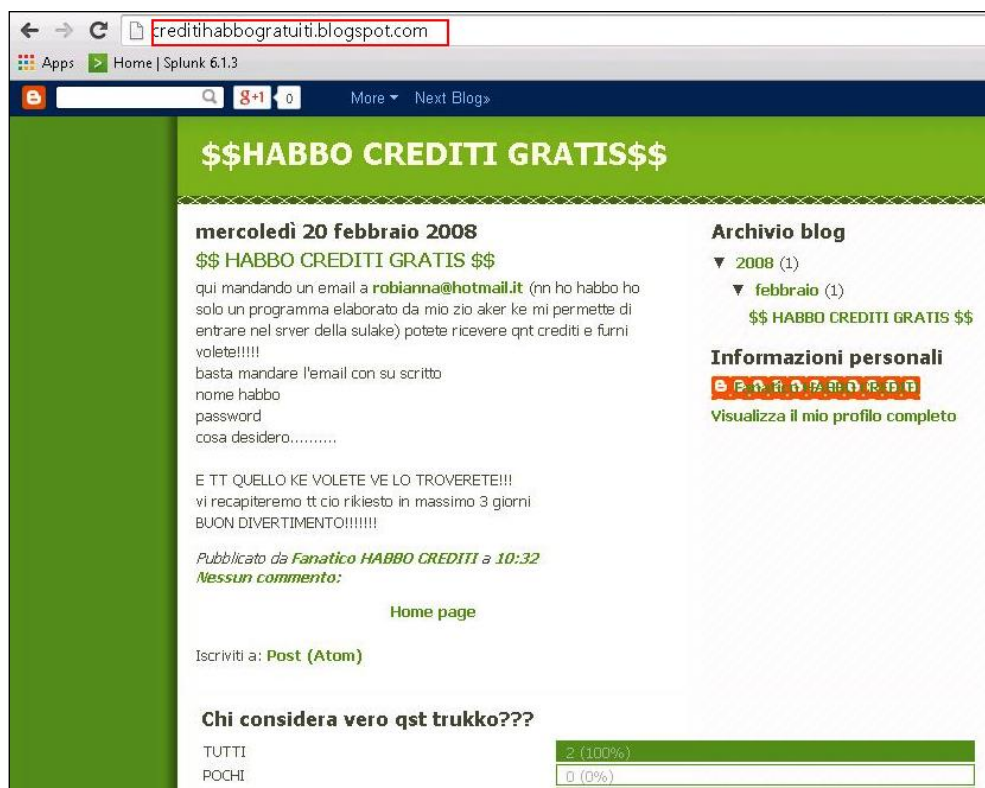 creditihabbogratuiti.blogspot.com
Apps Home | Splunk 6.1.3
g+1 0 More Next Blog»
$$HABBO CREDITI GRATIS$$
mercoledì 20 febbraio 2008
$$ HABBO CREDITI GRATIS $$
qui mandando un email a robianna@hotmail.it (nn ho habbo ho
solo un programma elaborato da mio zio aker ke mi permette di
entrare nel srver della sulake) potete ricevere qnt crediti e furni
volete!!!!!
basta mandare l'email con su scritto
nome habbo
password
cosa desidero..........
E TT QUELLO KE VOLETE VE LO TROVERETE!!!
vi recapiteremo tt cio rikiesto in massimo 3 giorni
BUON DIVERTIMENTO!!!!!!!
Pubblicato da Fanatico HABBO CREDITI a 10:32
Nessun commento:
Home page
Iscriviti a: Post (Atom)
Chi considera vero qst trukko???
TUTTI 2 (100%)
POCHI 0 (0%)
Archivio blog
▼ 2008 (1)
▼ febbraio (1)
$$ HABBO CREDITI GRATIS $$
Informazioni personali
Fanatico HABBO CREDITI
Visualizza il mio profilo completo